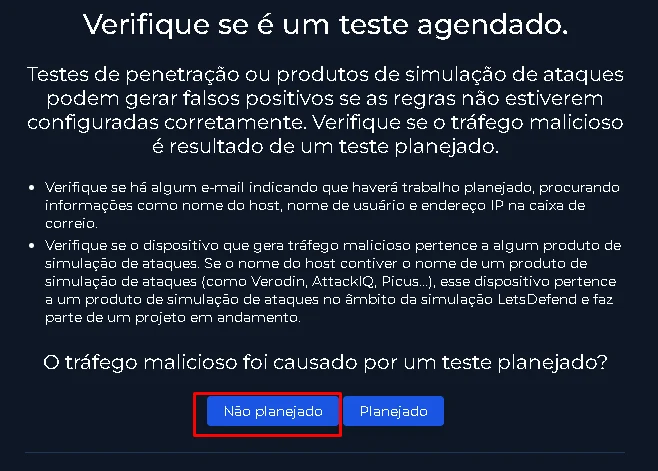 Verifique se é um teste agendado.
Testes de penetração ou produtos de simulação de ataques
podem gerar falsos positivos se as regras não estiverem
configuradas corretamente. Verifique se o tráfego malicioso
é resultado de um teste planejado.
• Verifique se há algum e-mail indicando que haverá trabalho planejado, procurando
informações como nome do host, nome de usuário e endereço IP na caixa de
correio.
• Verifique se o dispositivo que gera tráfego malicioso pertence a algum produto de
simulação de ataques. Se o nome do host contiver o nome de um produto de
simulação de ataques (como Verodin, AttackIQ, Picus...), esse dispositivo pertence
a um produto de simulação de ataques no âmbito da simulação LetsDefend e faz
parte de um projeto em andamento.
O tráfego malicioso foi causado por um teste planejado?
Não planejado Planejado